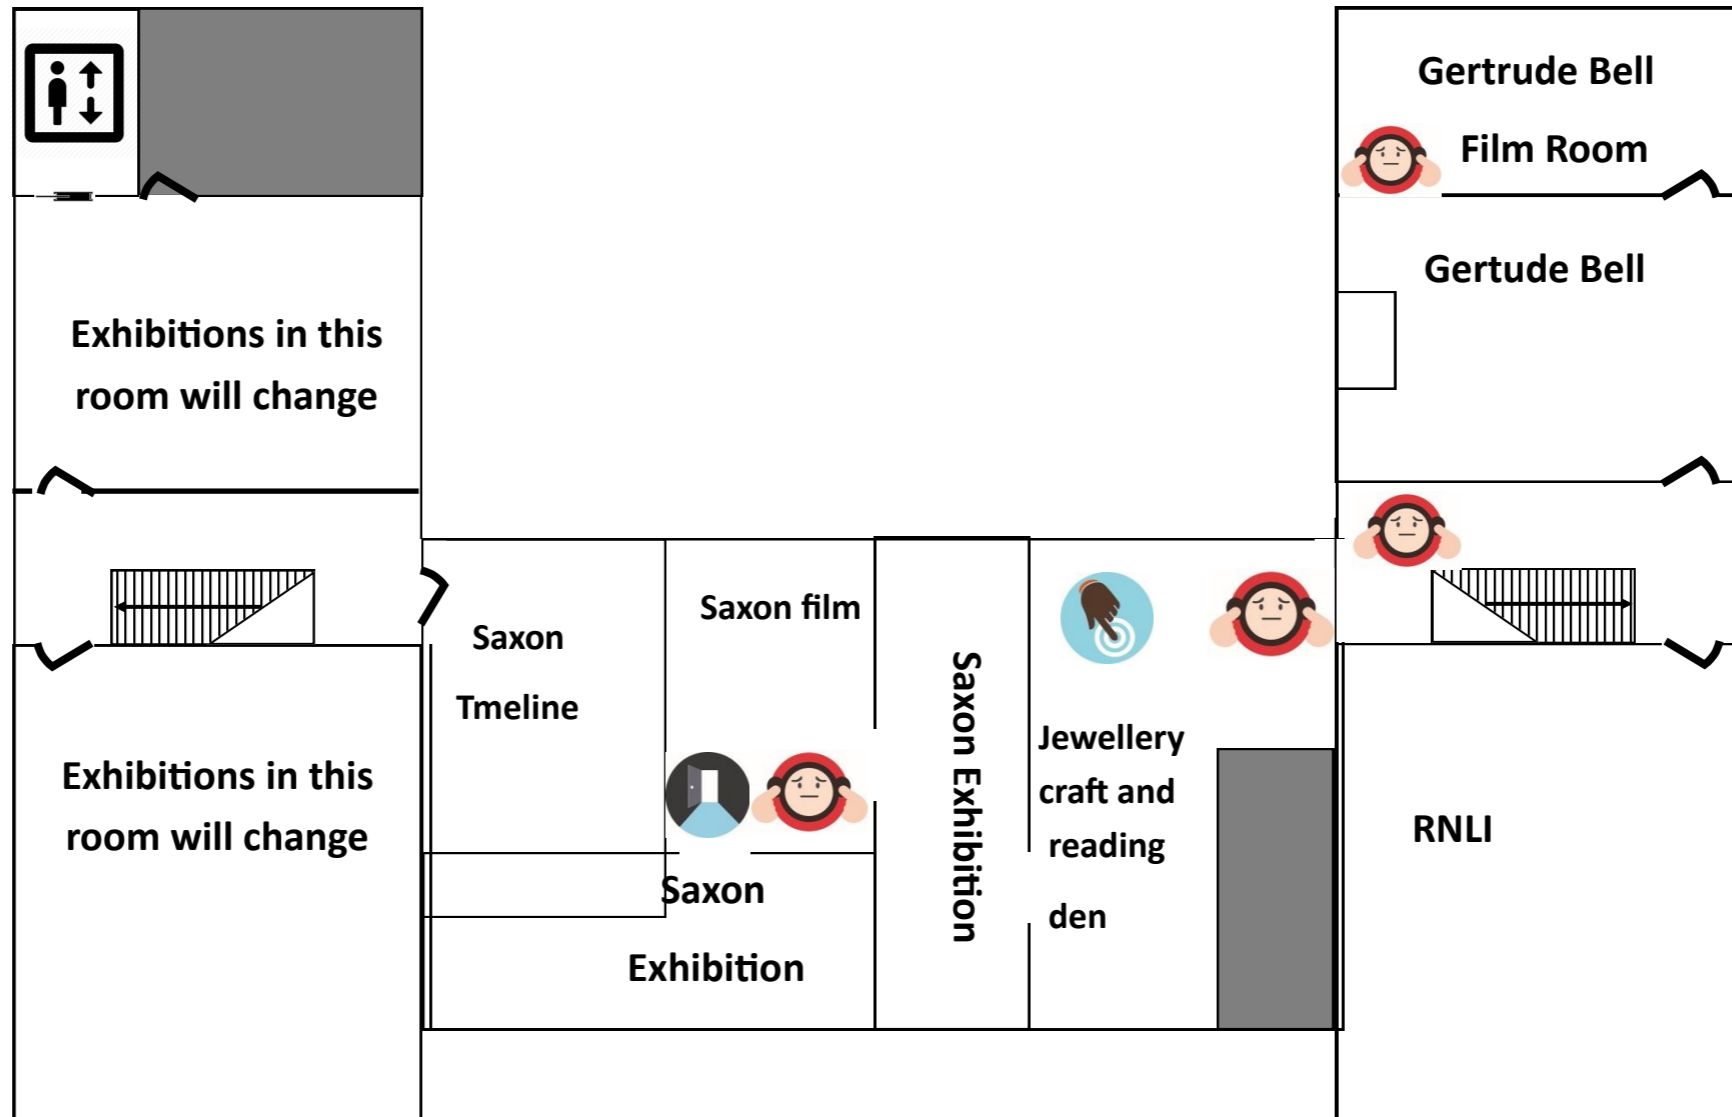 Gertrude Bell
Film Room
Gertude Bell
Exhibitions in this
room will change
Saxon
Tmeline
Saxon film
Saxon Exhibition
Jewellery
craft and
reading
den
Exhibitions in this
room will change
Saxon
Exhibition
RNLI